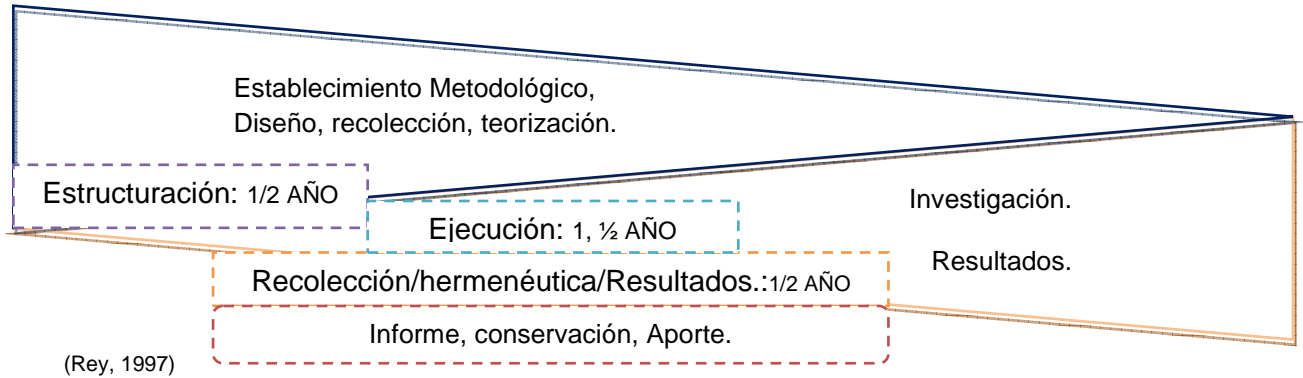 Establecimiento Metodológico,
Diseño, recolección, teorización.
Estructuración: 1/2 AÑO
Investigación.
Ejecución: 1, ½ AÑO
Resultados.
Recolección/hermenéutica/Resultados.:1/2 AÑO
Informe, conservación, Aporte.
(Rey, 1997)